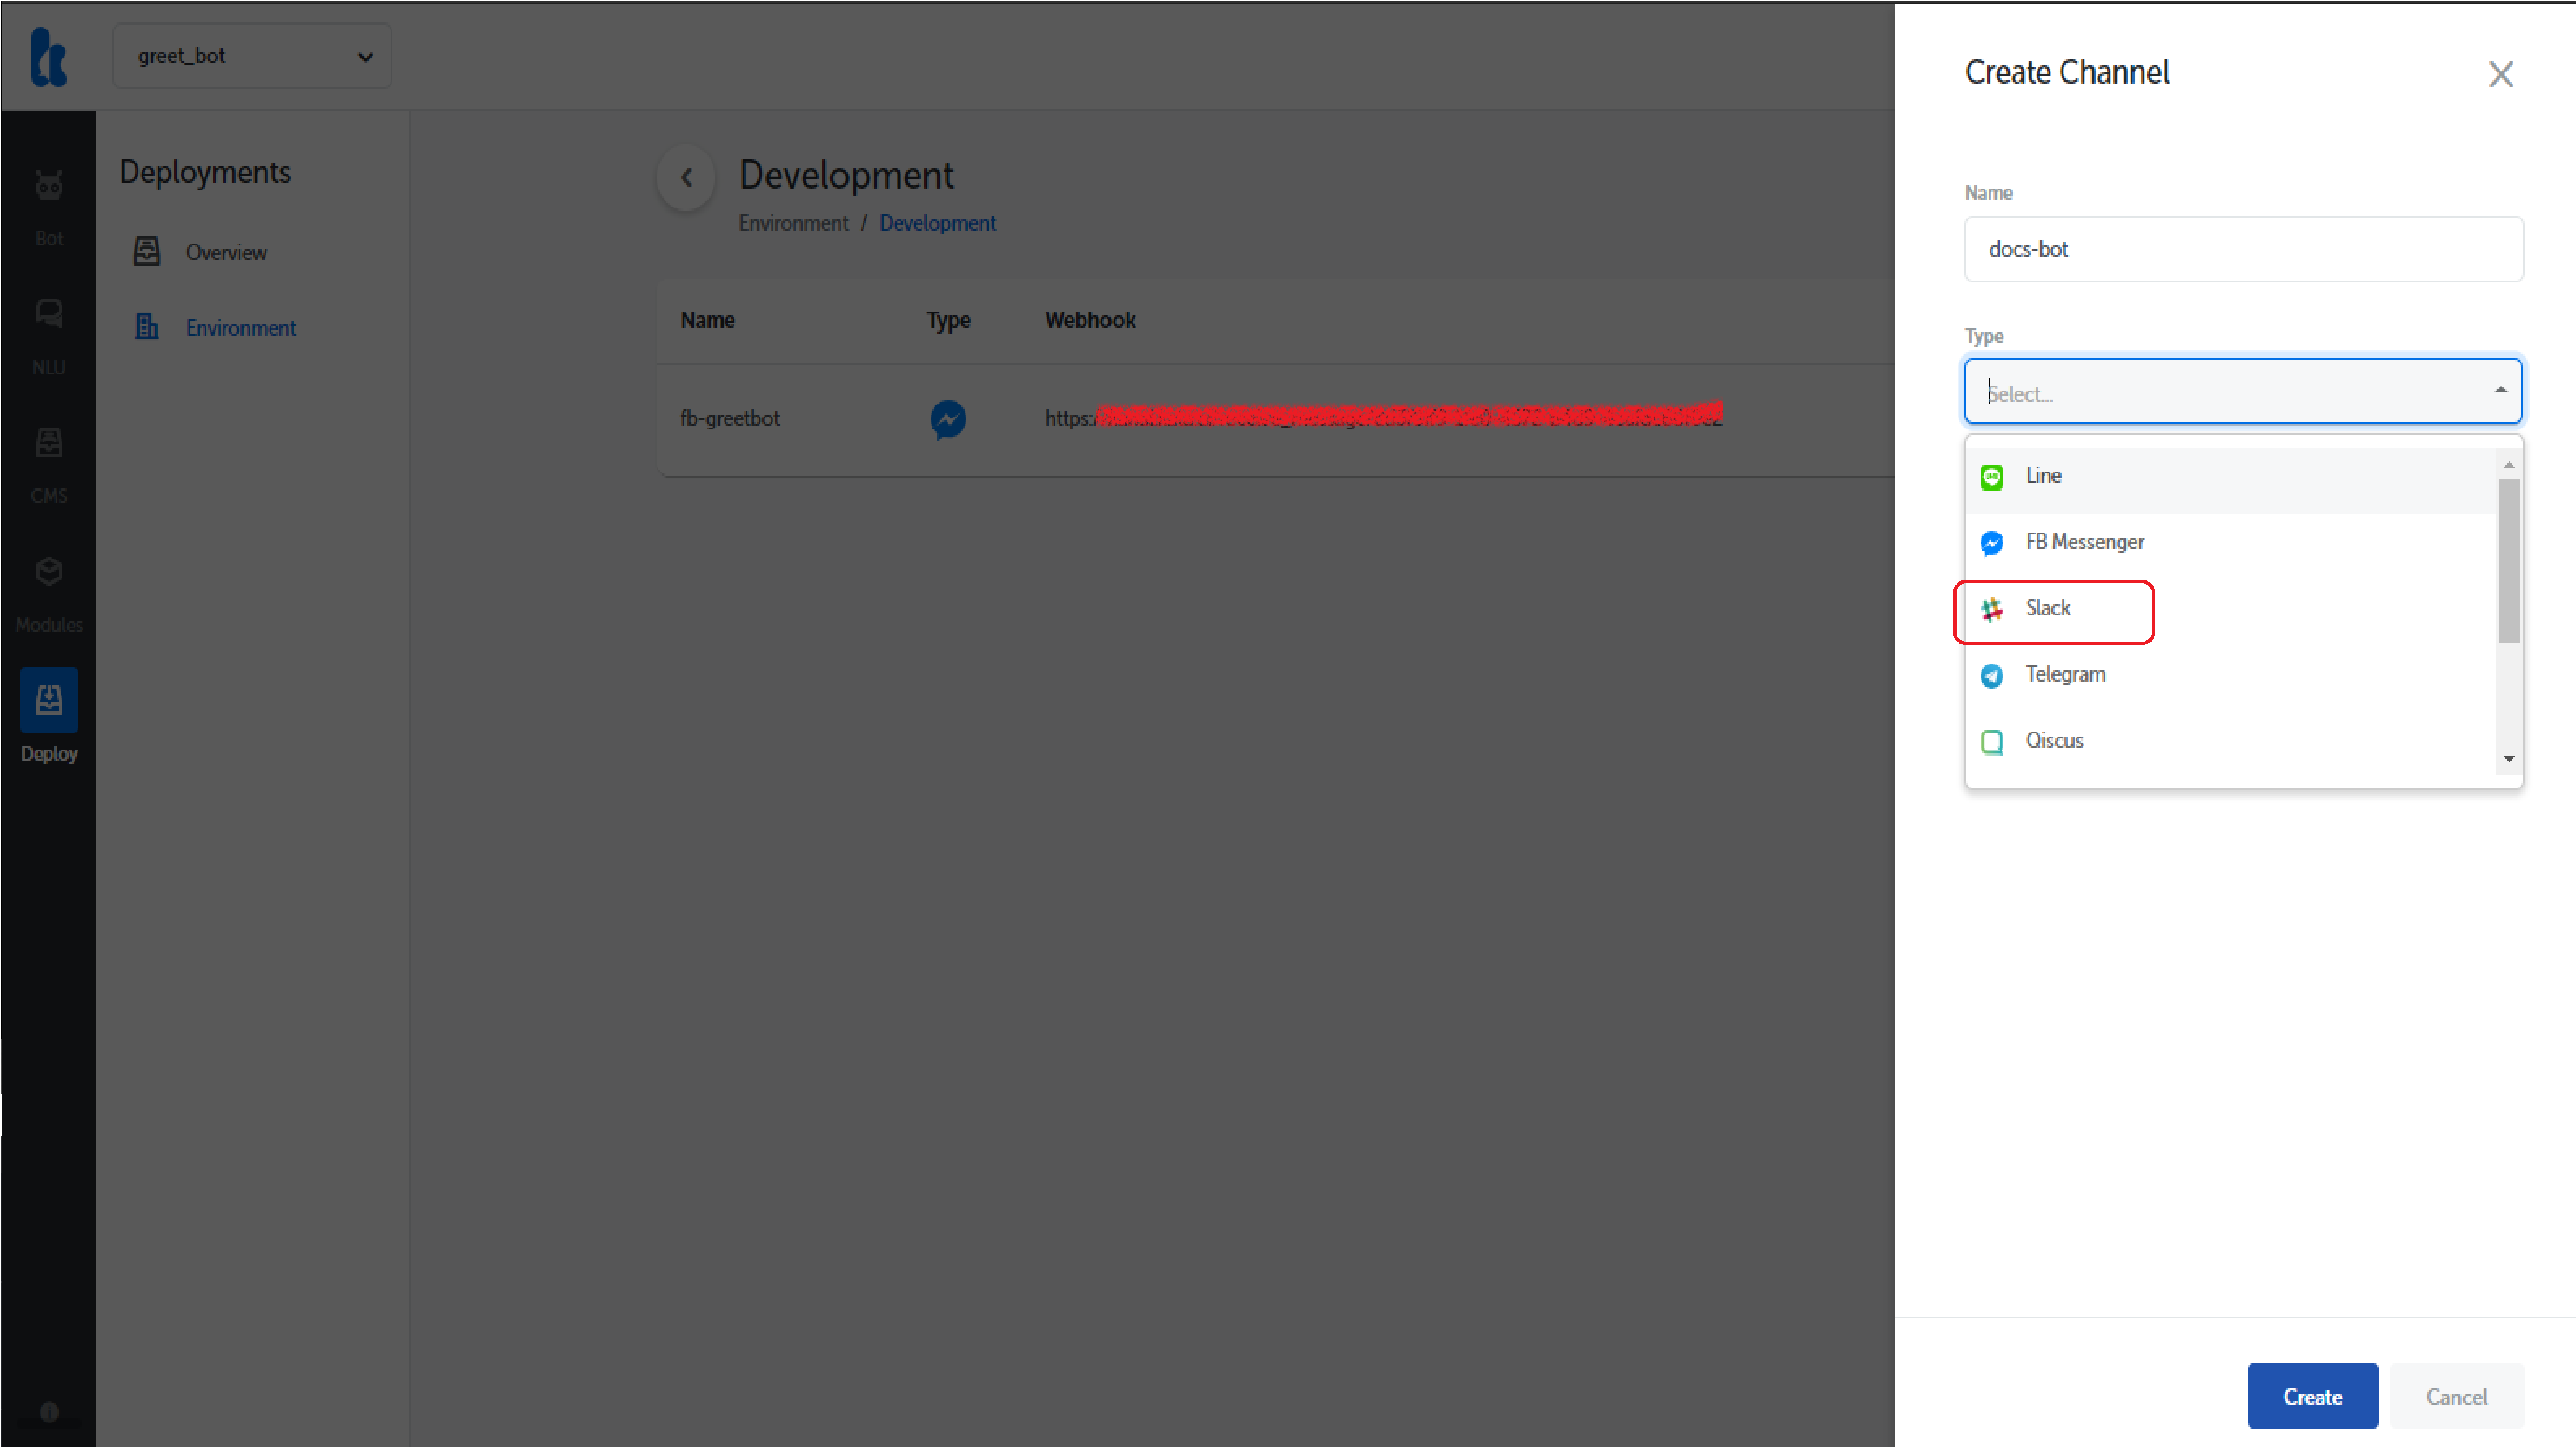 greet_bot
Bot
NLU
CMS
Modules
Deploy
Deployments
Overview
Environment
Development
Environment / Development
Name Type Webhook
fb-greetbot https:/
Create Channel
Name
docs-bot
Type
Select...
Line
FB Messenger
Slack
Telegram
Qiscus
Create Cancel